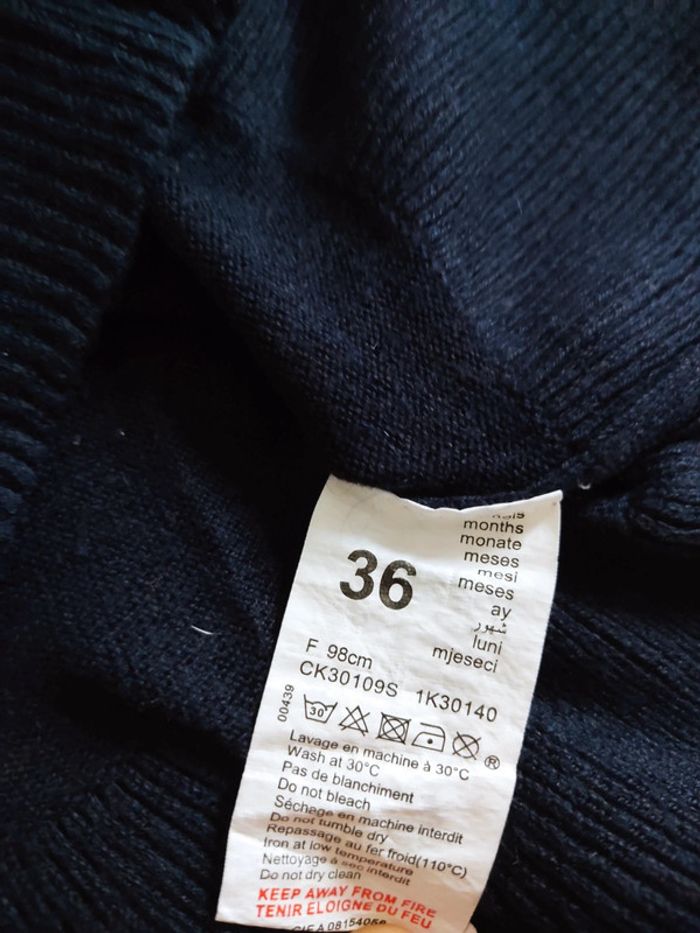 months
monate
meses
mesi
meses
ay
شهور
luni
mjeseci
36
F 98cm
CK30109S 1K30140
00439
30
®
Lavage en machine à 30°C
Wash at 30°C
Pas de blanchiment
Do not bleach
Séchage en machine interdit
Do not tumble dry
Repassage au fer froid(110°C)
Iron at low temperature
Nettoyage à sec interdit
Do not dry clean
KEEP AWAY FROM FIRE
TENIR ELOIGNE DU FEU